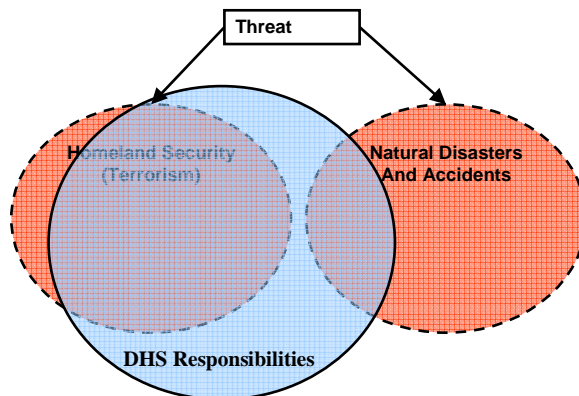 Threat
Homeland Security
(Terrorism)
Natural Disasters
And Accidents
DHS Responsibilities